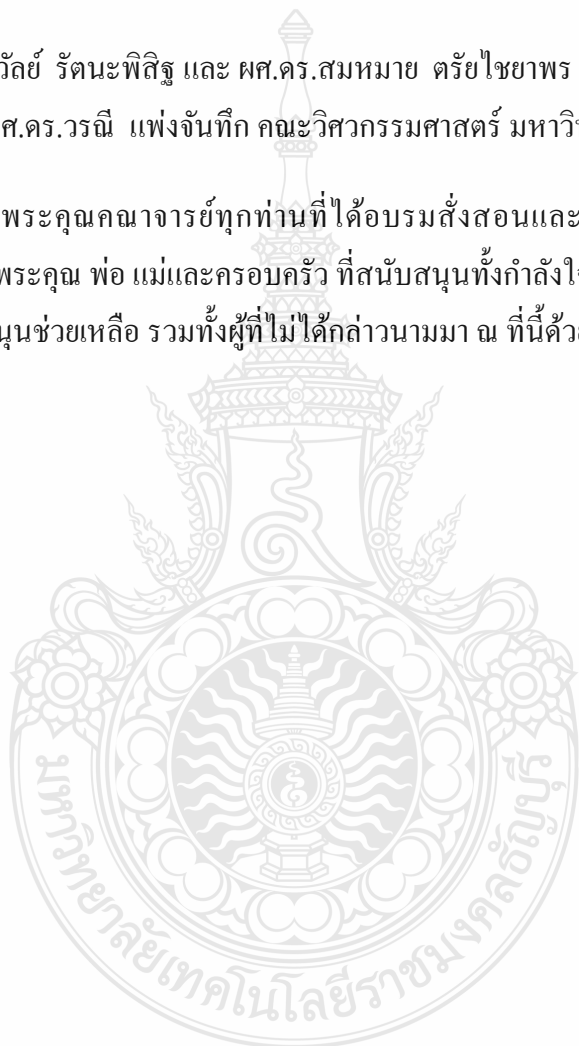 วัลย์ รัตนะพิสิฐ และ ผศ.ดร.สมหมาย ตรัยไชยาพร
ศ.ดร.วรณี แพ่งจันทึก คณะวิศวกรรมศาสตร์ มหาวิท
พระคุณคณาจารย์ทุกท่านที่ได้อบรมสั่งสอนและ
พระคุณ พ่อ แม่และครอบครัว ที่สนับสนุนทั้งกำลังใจ
นุนช่วยเหลือ รวมทั้งผู้ที่ไม่ได้กล่าวนามมา ณ ที่นี้ด้ว
มหาวิทยาลัยเทคโนโลยีราชมงคลธัญบุรี